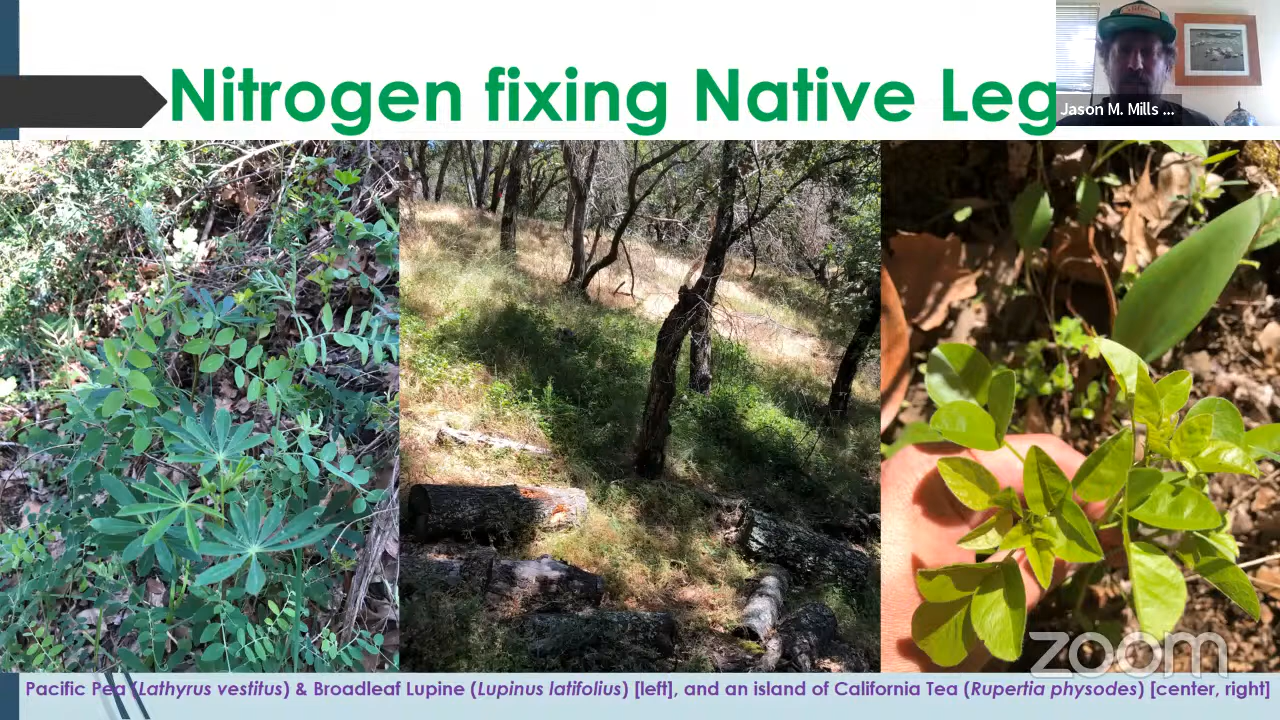 Nitrogen fixing Native Leg
Jason M. Mills ...
zoom
Pacific Pea (Lathyrus vestitus) & Broadleaf Lupine (Lupinus latifolius) [left], and an island of California Tea (Rupertia physodes) [center, right]